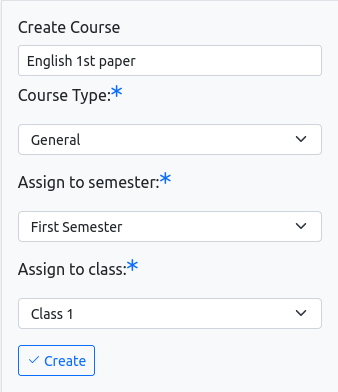 Create Course
English 1st paper
Course Type:*
General
Assign to semester:*
First Semester
Assign to class:*
Class 1
✓ Create